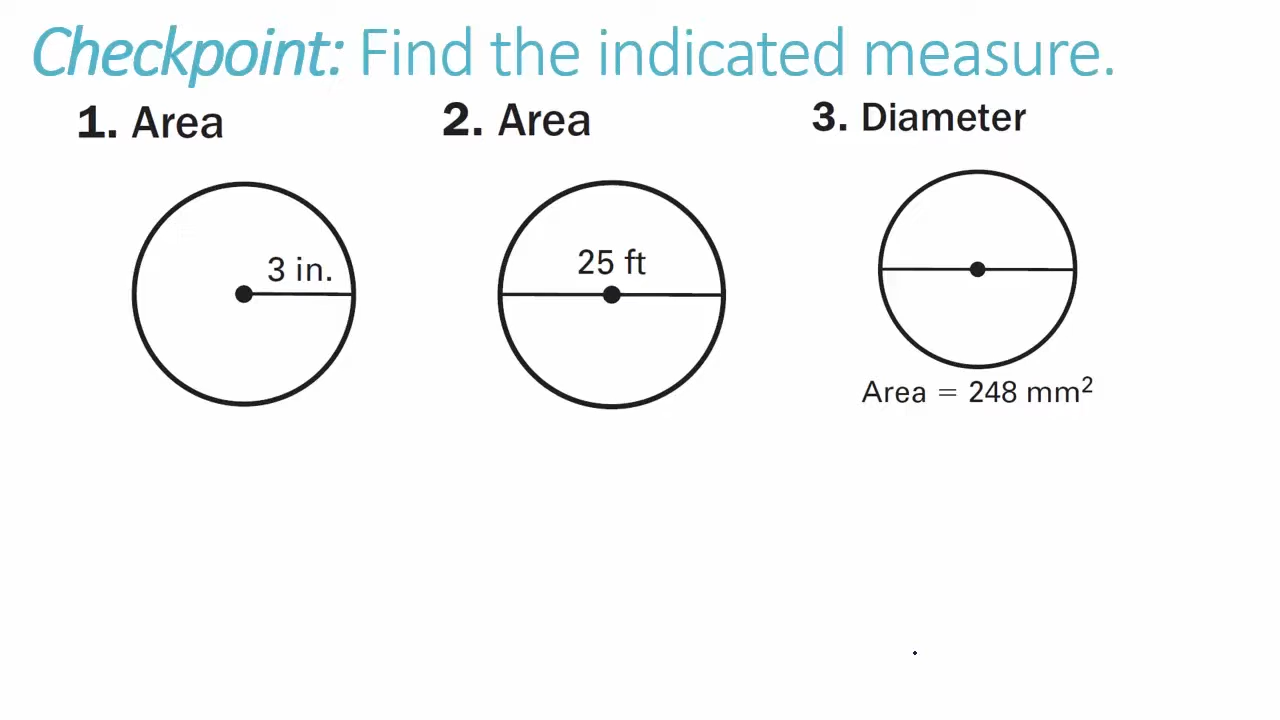 Checkpoint: Find the indicated measure.
1. Area
2. Area
3. Diameter
3 in.
25 ft
Area = 248 mm²